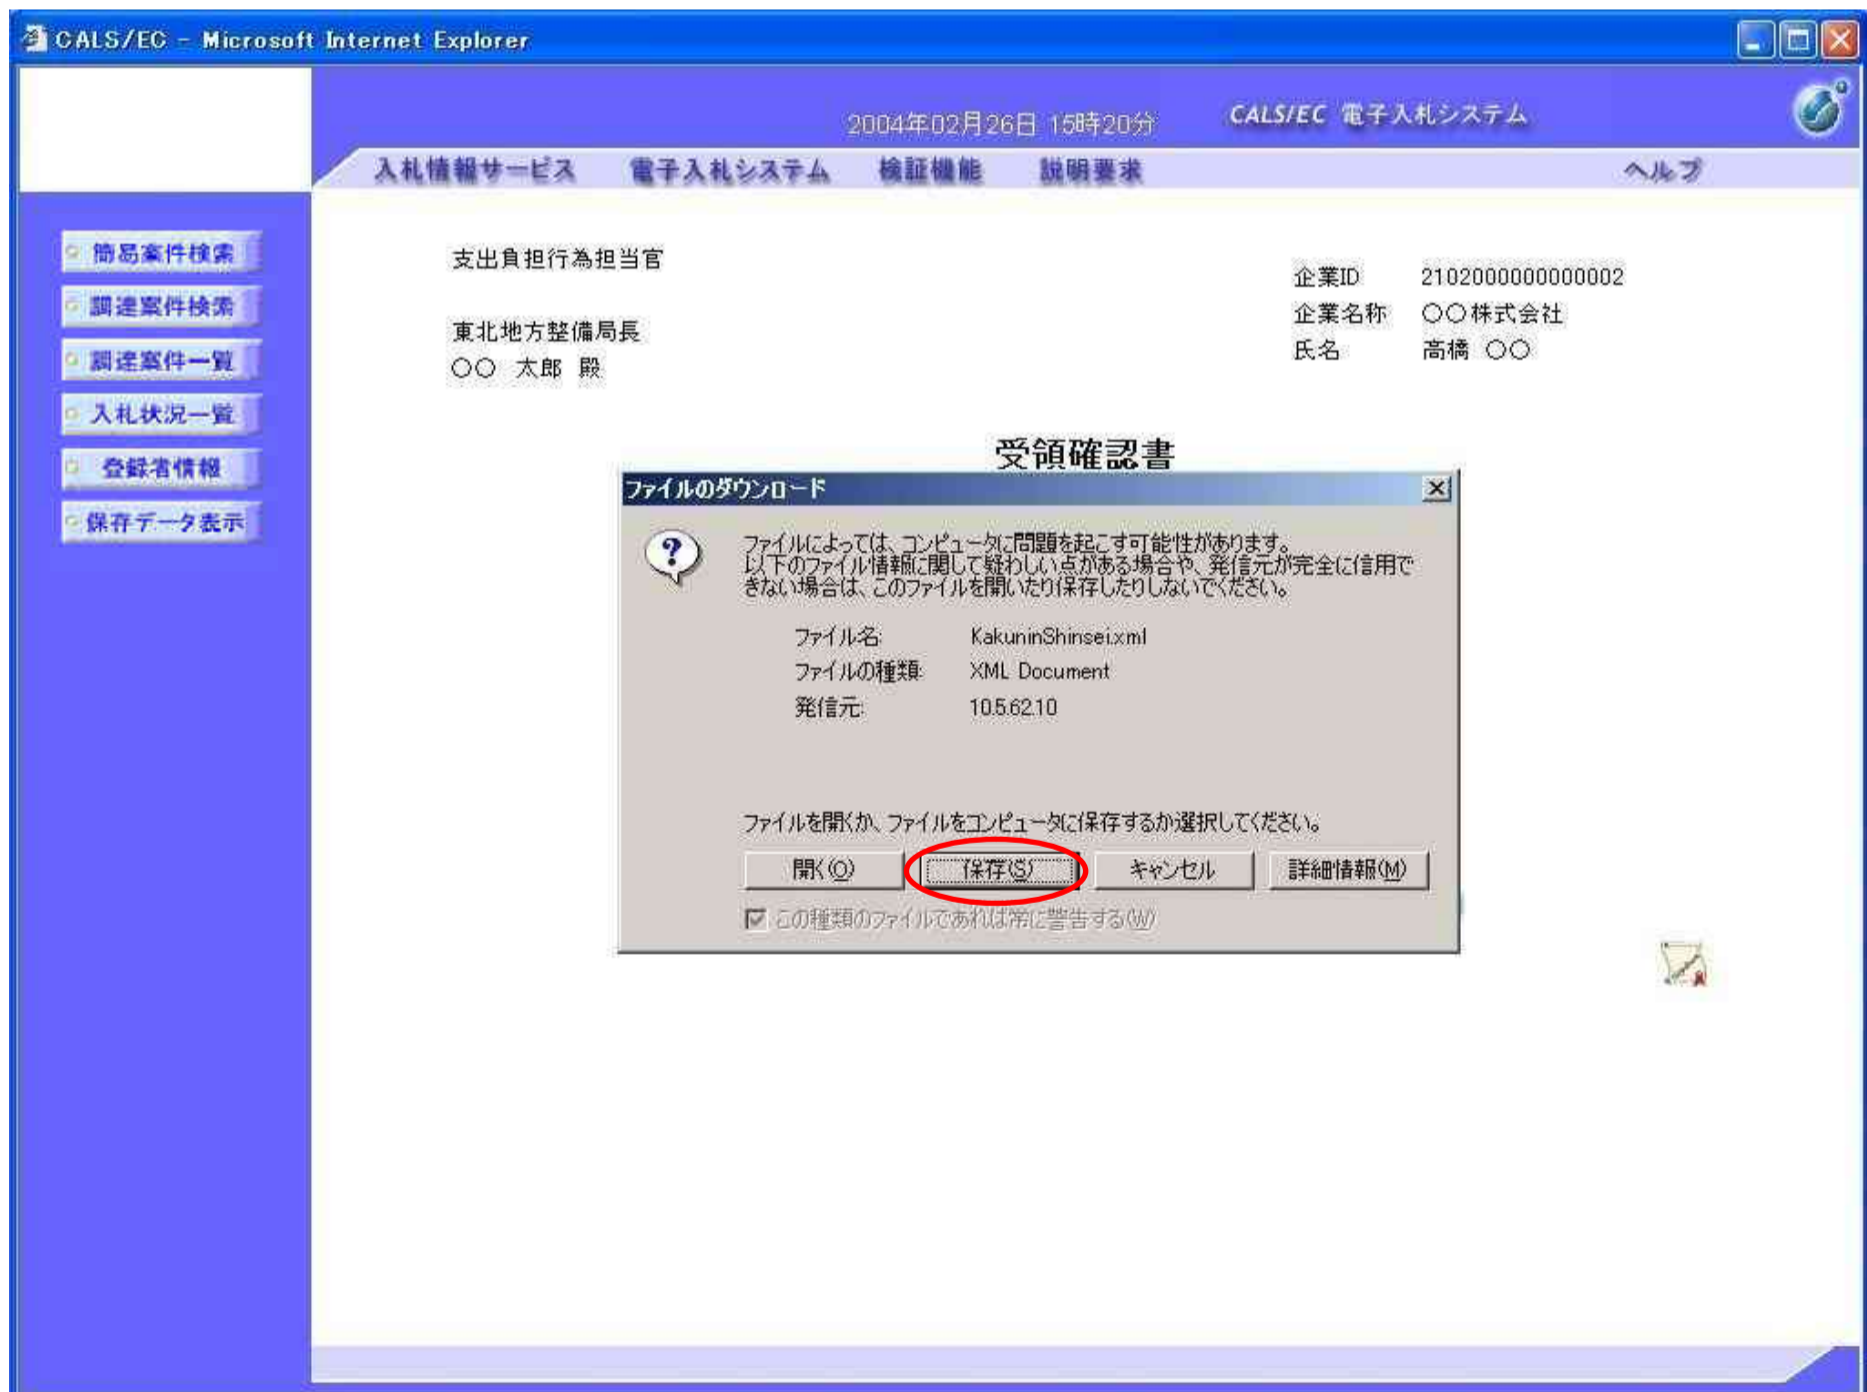 CALS/EC - Microsoft Internet Explorer
2004年02月26日 15時20分
CALS/EC 電子入札システム
入札情報サービス 電子入札システム 検証機能 説明要求 ヘルプ
簡易案件検索
調達案件検索
調達案件一覧
入札状況一覧
登録者情報
保存データ表示
支出負担行為担当官
東北地方整備局長
〇〇 太郎 殿
企業ID 2102000000000002
企業名称 〇〇株式会社
氏名 高橋 〇〇
受領確認書
ファイルのダウンロード
ファイルによっては、コンピュータに問題を起こす可能性があります。
以下のファイル情報に関して疑わしい点がある場合や、発信元が完全に信用で
きない場合は、このファイルを開いたり保存したりしないでください。
ファイル名: KakuninShinsei.xml
ファイルの種類: XML Document
発信元: 10.5.62.10
ファイルを開くか、ファイルをコンピュータに保存するか選択してください。
開く(O) 保存(S) キャンセル 詳細情報(M)
この種類のファイルであれば常に警告する(W)